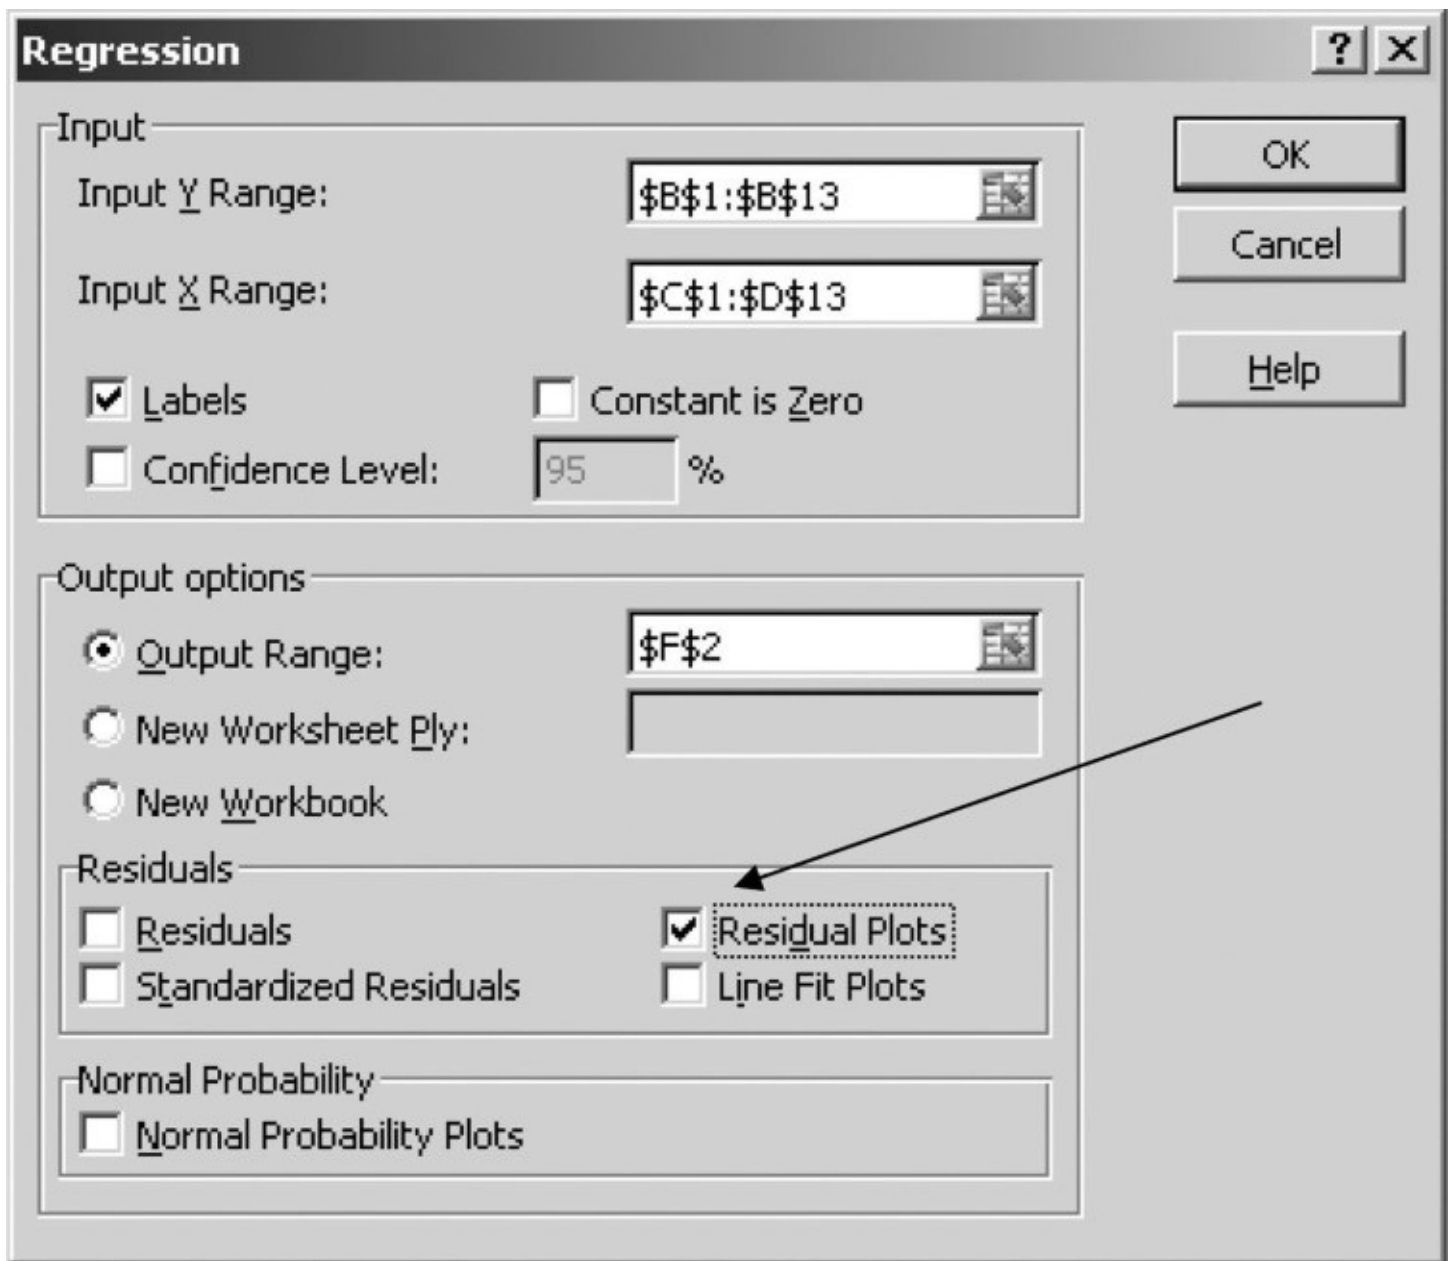 Regression
Input
Input Y Range: $B$1:$B$13
Input X Range: $C$1:$D$13
Labels Constant is Zero
Confidence Level: 95 %
OK
Cancel
Help
Output options
Output Range: $F$2
New Worksheet Ply:
New Workbook
Residuals
Residuals Residual Plots
Standardized Residuals Line Fit Plots
Normal Probability
Normal Probability Plots